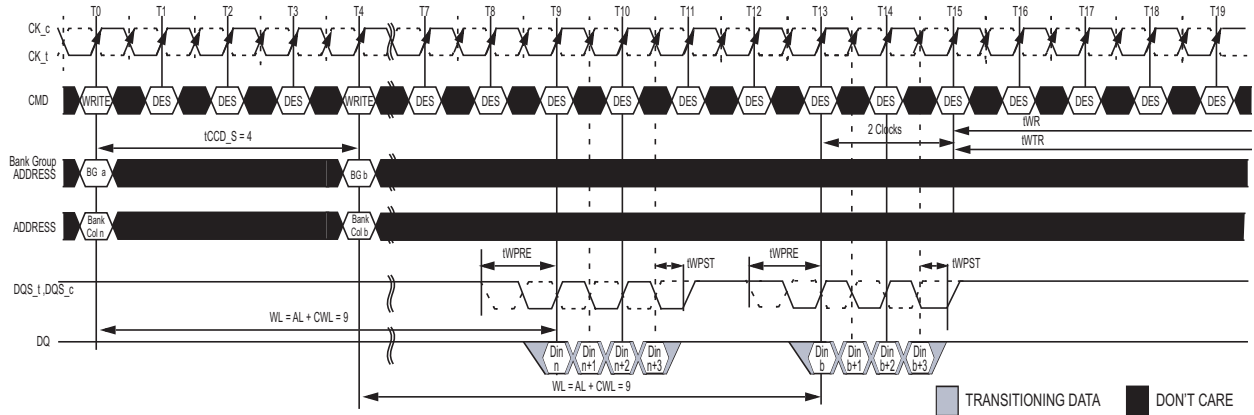 T0 T1 T2 T3 T4 T7 T8 T9 T10 T11 T12 T13 T14 T15 T16 T17 T18 T19
CK_c
CK_t
CMD WRITE DES DES DES WRITE DES DES DES DES DES DES DES DES DES DES DES DES DES
tCCD_S = 4 2 Clocks tWR
tWTR
Bank Group
ADDRESS BG a BG b
ADDRESS Bank Col n Bank Col b
tWPRE tWPST tWPRE tWPST
DQS_t ,DQS_c
WL = AL + CWL = 9
DQ Din n Din n+1 Din n+2 Din n+3 Din b Din b+1 Din b+2 Din b+3
WL = AL + CWL = 9
TRANSITIONING DATA DON'T CARE